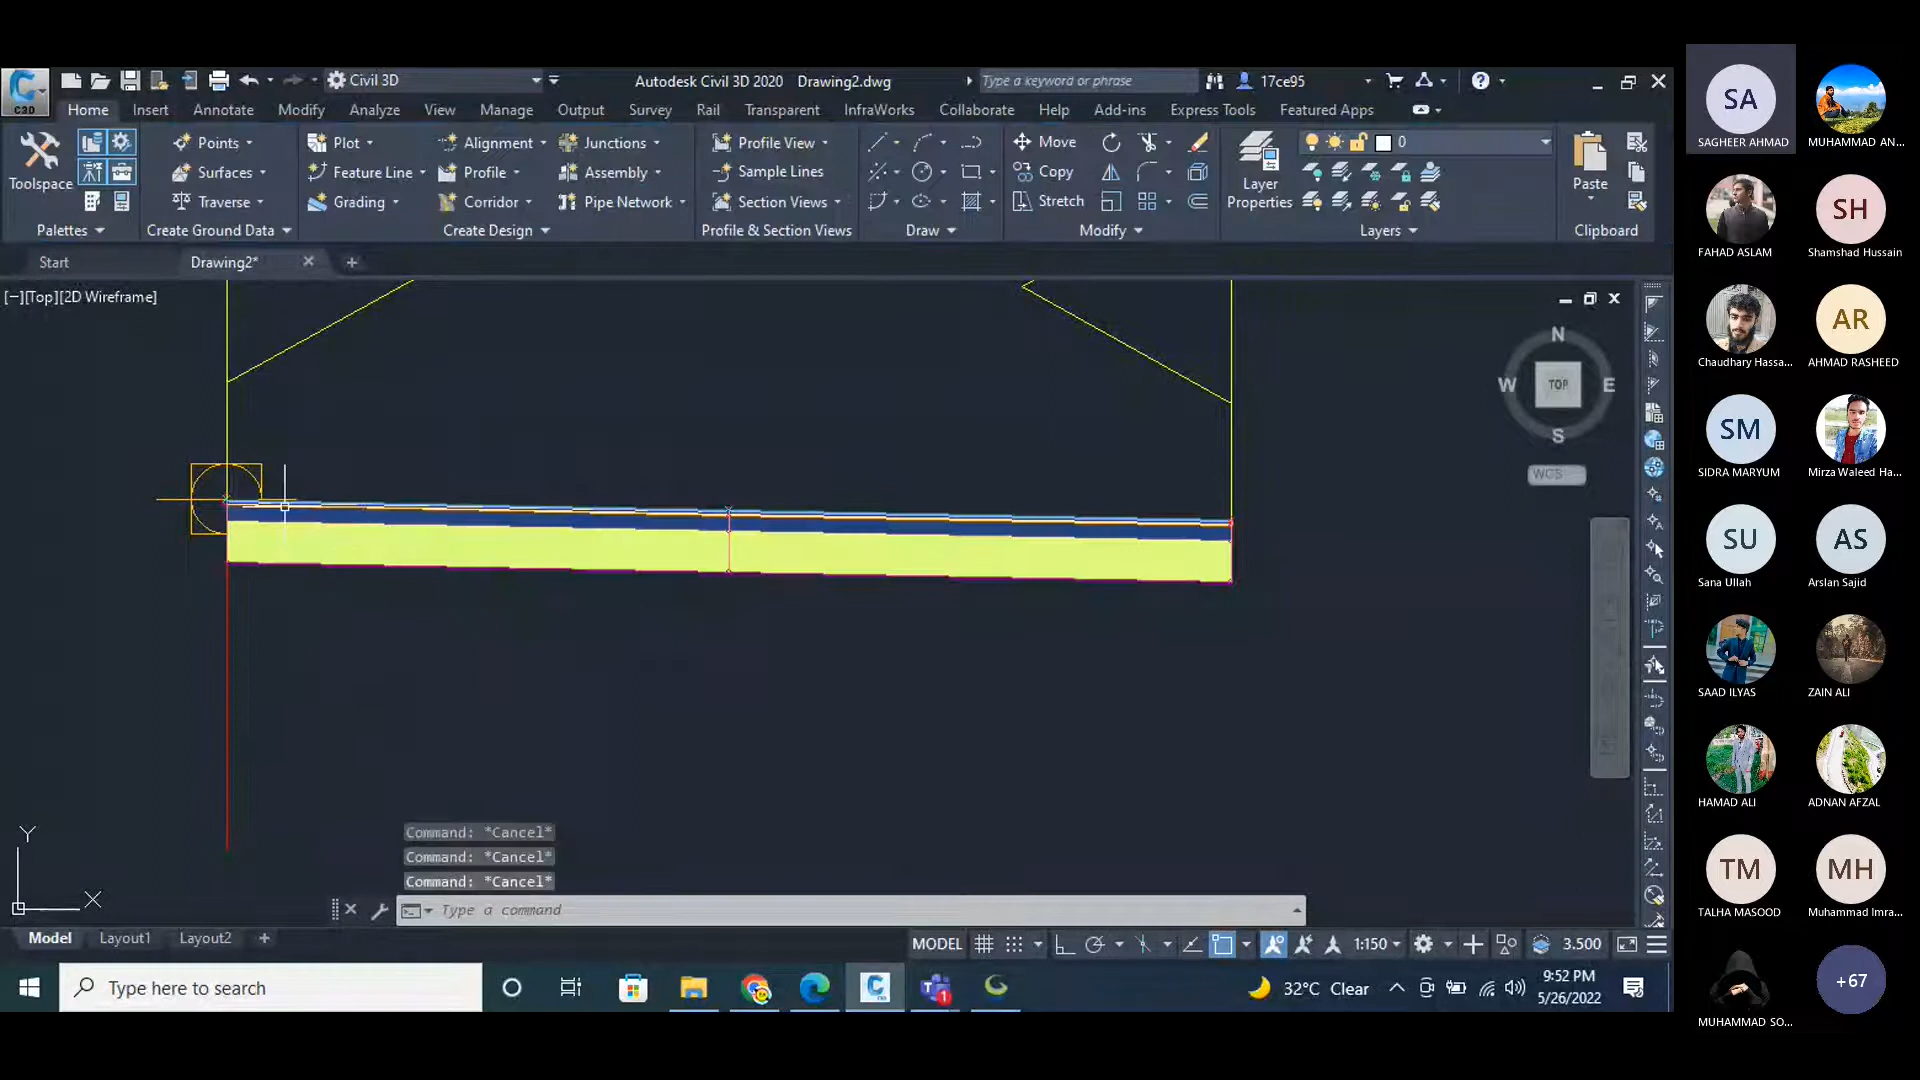 C3D
Civil 3D
Autodesk Civil 3D 2020 Drawing2.dwg
Type a keyword or phrase
17ce95
Home Insert Annotate Modify Analyze View Manage Output Survey Rail Transparent InfraWorks Collaborate Help Add-ins Express Tools Featured Apps
Toolspace
Points
Surfaces
Traverse
Plot
Feature Line
Grading
Alignment
Profile
Corridor
Junctions
Assembly
Pipe Network
Profile View
Sample Lines
Section Views
Move
Copy
Stretch
Layer
Properties
0
Paste
Palettes Create Ground Data Create Design Profile & Section Views Draw Modify Layers Clipboard
Start Drawing2*
[−][Top][2D Wireframe]
N
W TOP E
S
WCS
Y
X
Command: *Cancel*
Command: *Cancel*
Command: *Cancel*
Type a command
Model Layout1 Layout2
MODEL 1:150 3.500
Type here to search
1
32°C Clear
9:52 PM
5/26/2022
SA
SAGHEER AHMAD
MUHAMMAD AN...
FAHAD ASLAM
SH
Shamshad Hussain
Chaudhary Hassa...
AR
AHMAD RASHEED
SM
SIDRA MARYUM
Mirza Waleed Ha...
SU
Sana Ullah
AS
Arslan Sajid
SAAD ILYAS
ZAIN ALI
HAMAD ALI
ADNAN AFZAL
TM
TALHA MASOOD
MH
Muhammad Imra...
MUHAMMAD SO...
+67